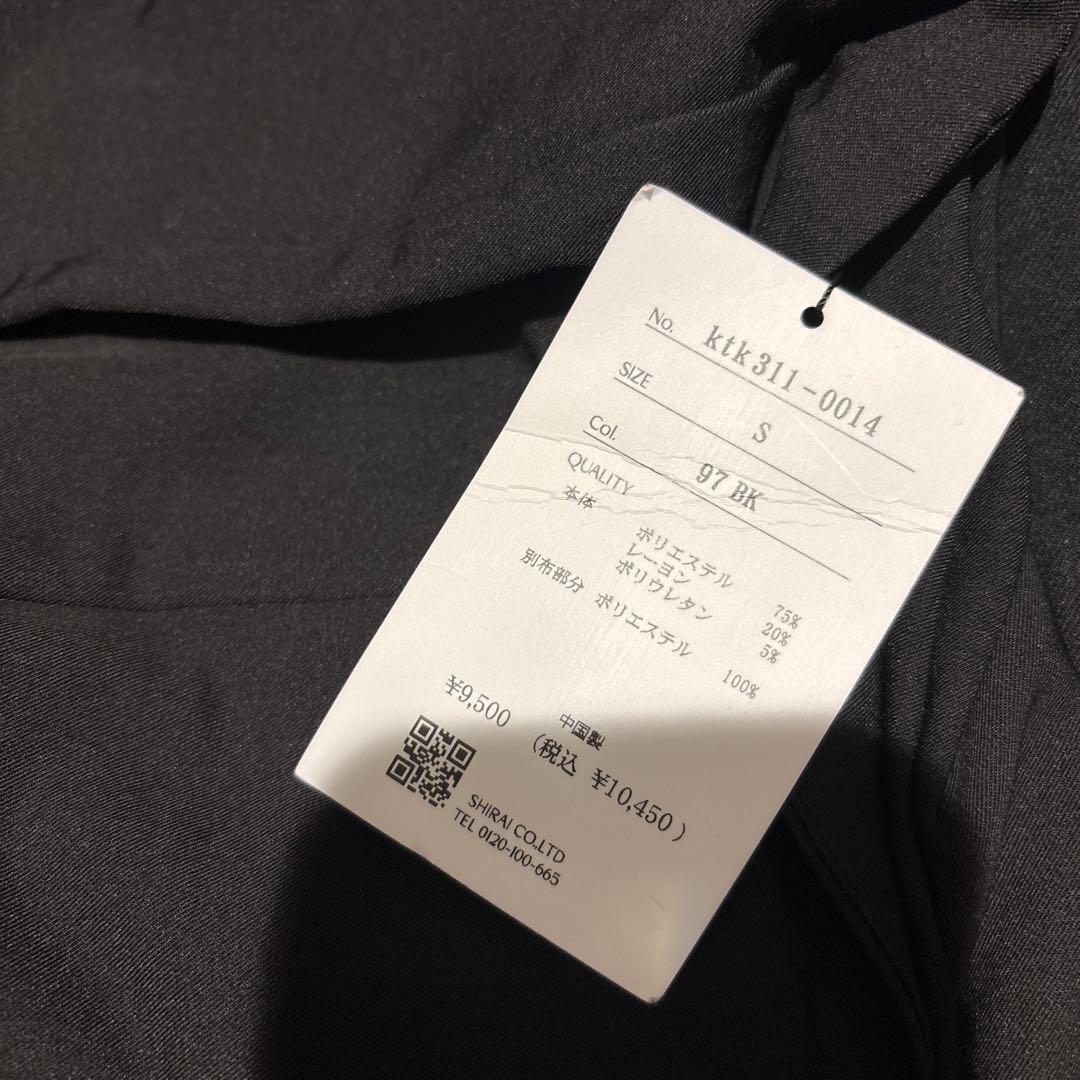 No. ktk311-0014
SIZE S
Col. 97 BK
QUALITY
本体
ポリエステル 75%
レーヨン 20%
ポリウレタン 5%
別布部分 ポリエステル 100%
中国製
¥9,500 (税込 ¥10,450)
SHIRAI CO.,LTD
TEL 0120-100-665